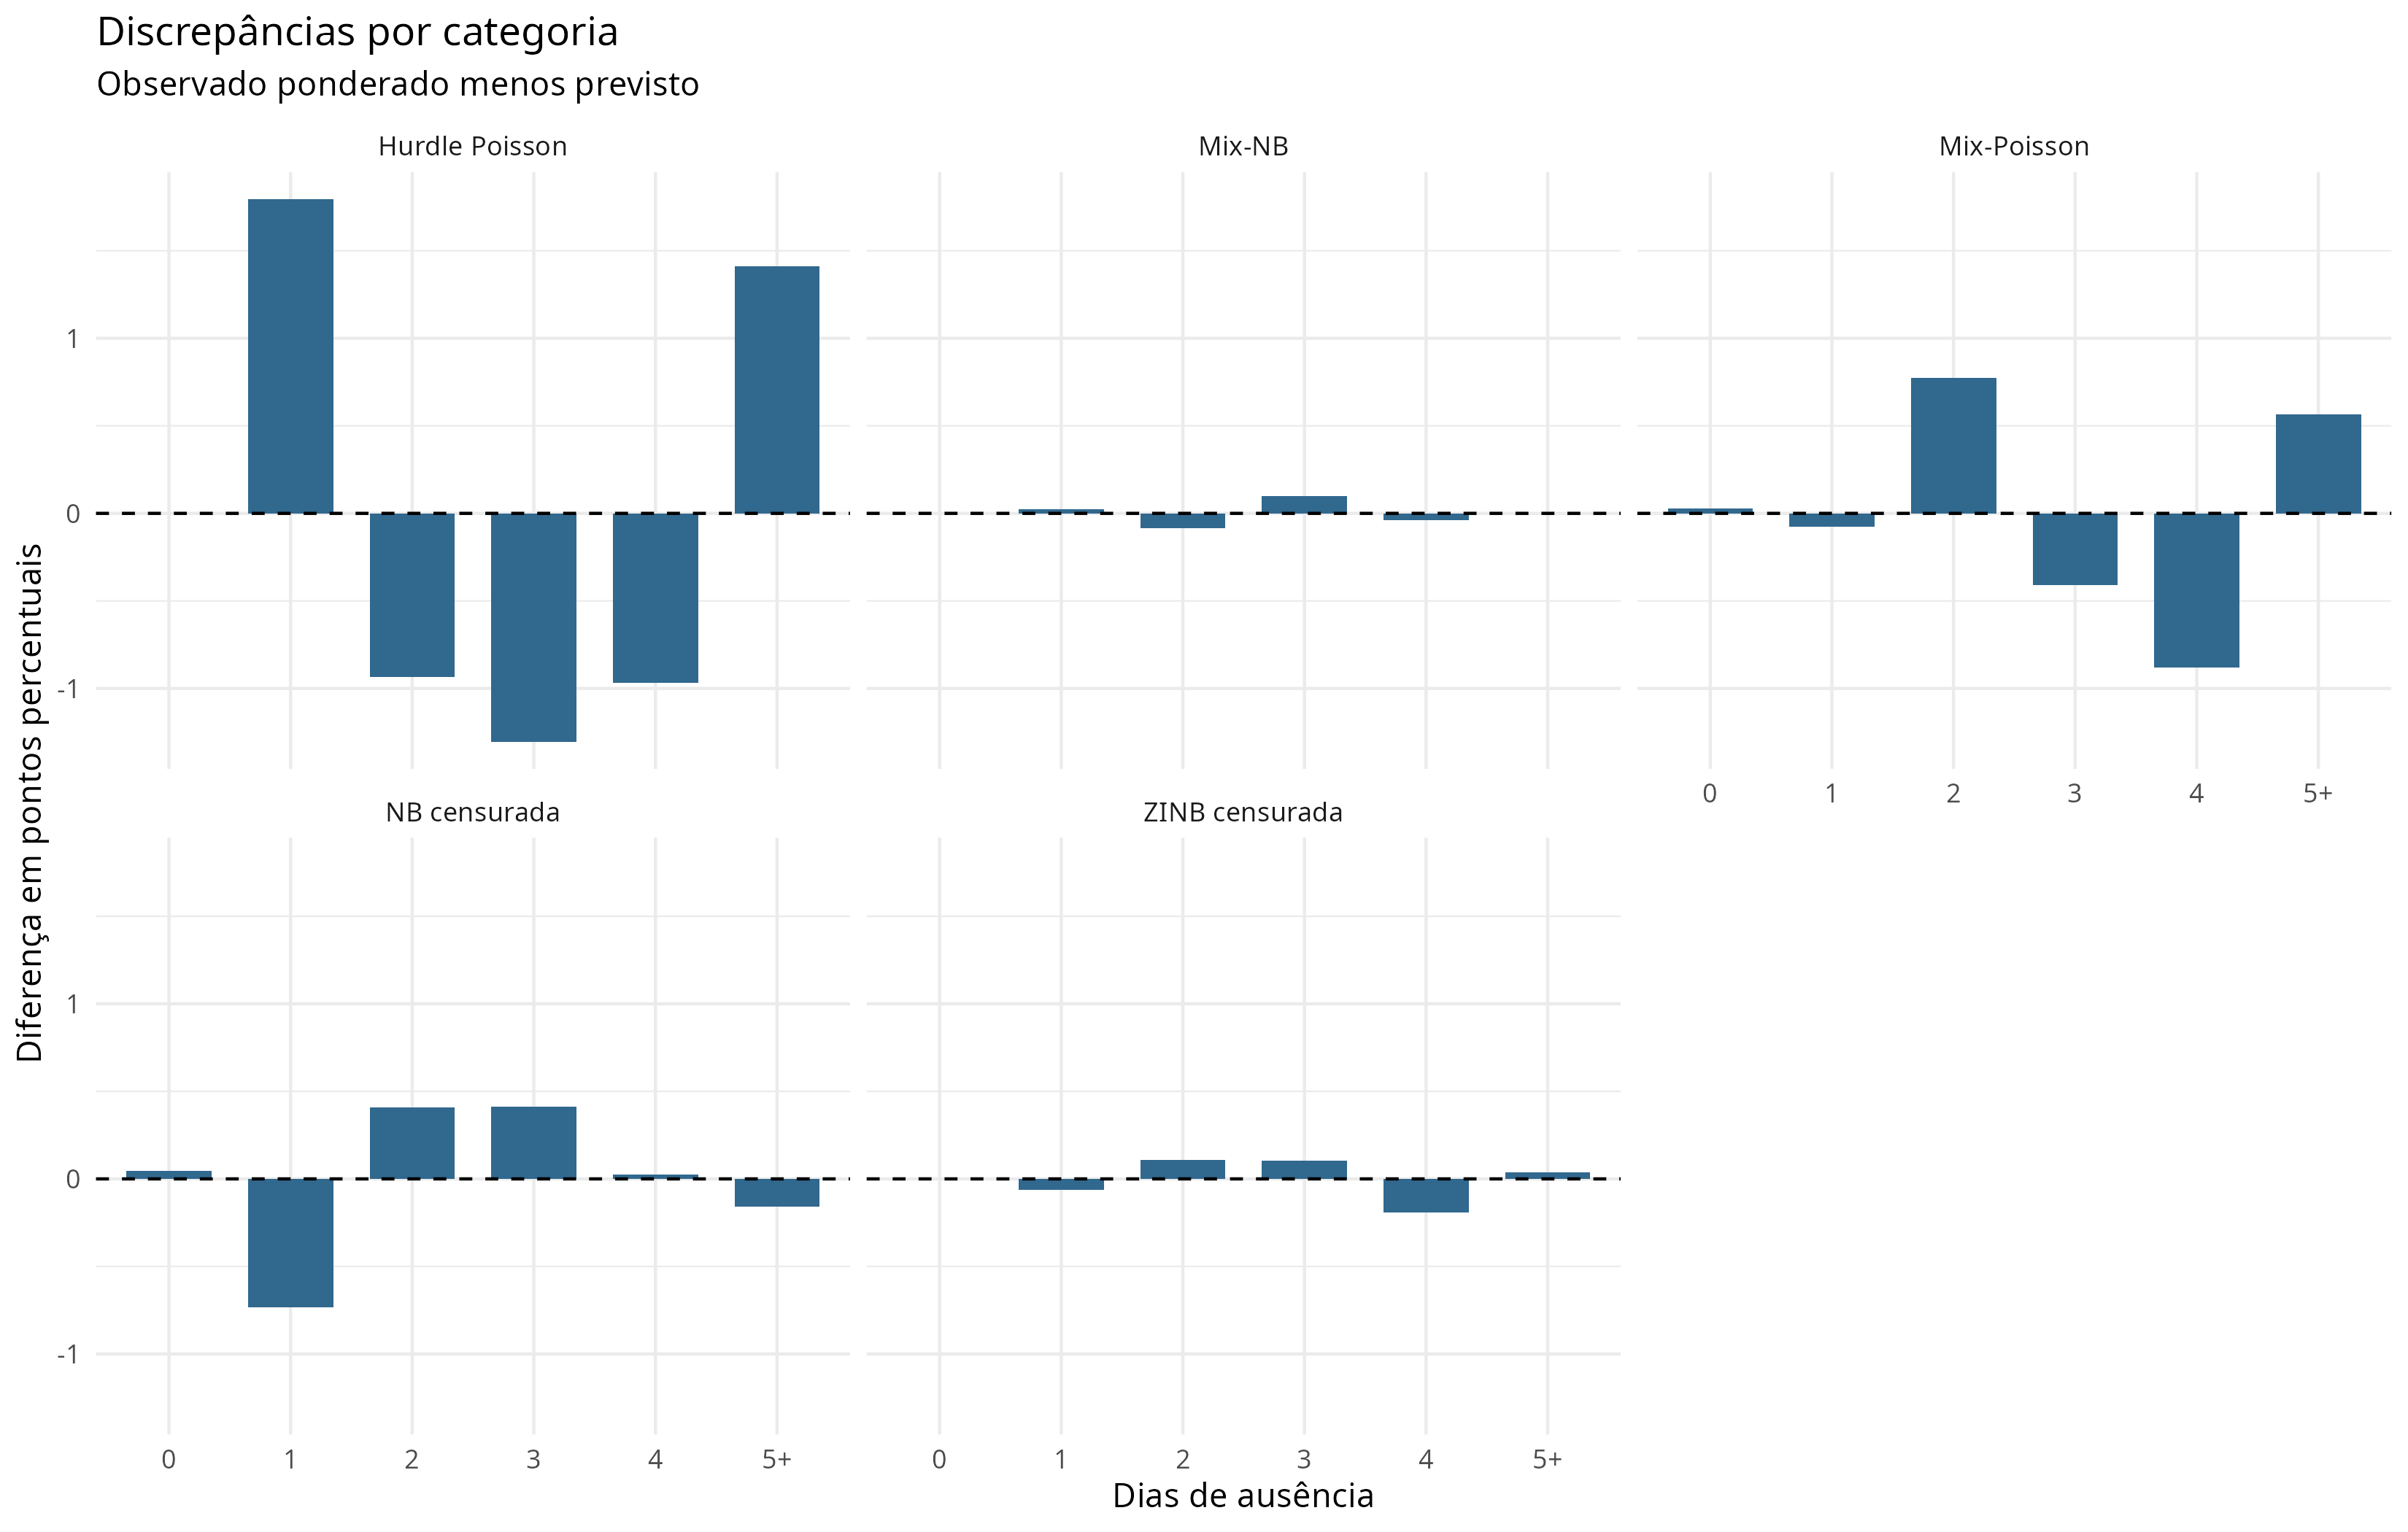 Discrepâncias por categoria
Observado ponderado menos previsto
Hurdle Poisson
Mix-NB
Mix-Poisson
1
0
-1
0 1 2 3 4 5+
NB censurada
ZINB censurada
1
0
-1
0 1 2 3 4 5+
0 1 2 3 4 5+
Dias de ausência
Diferença em pontos percentuais